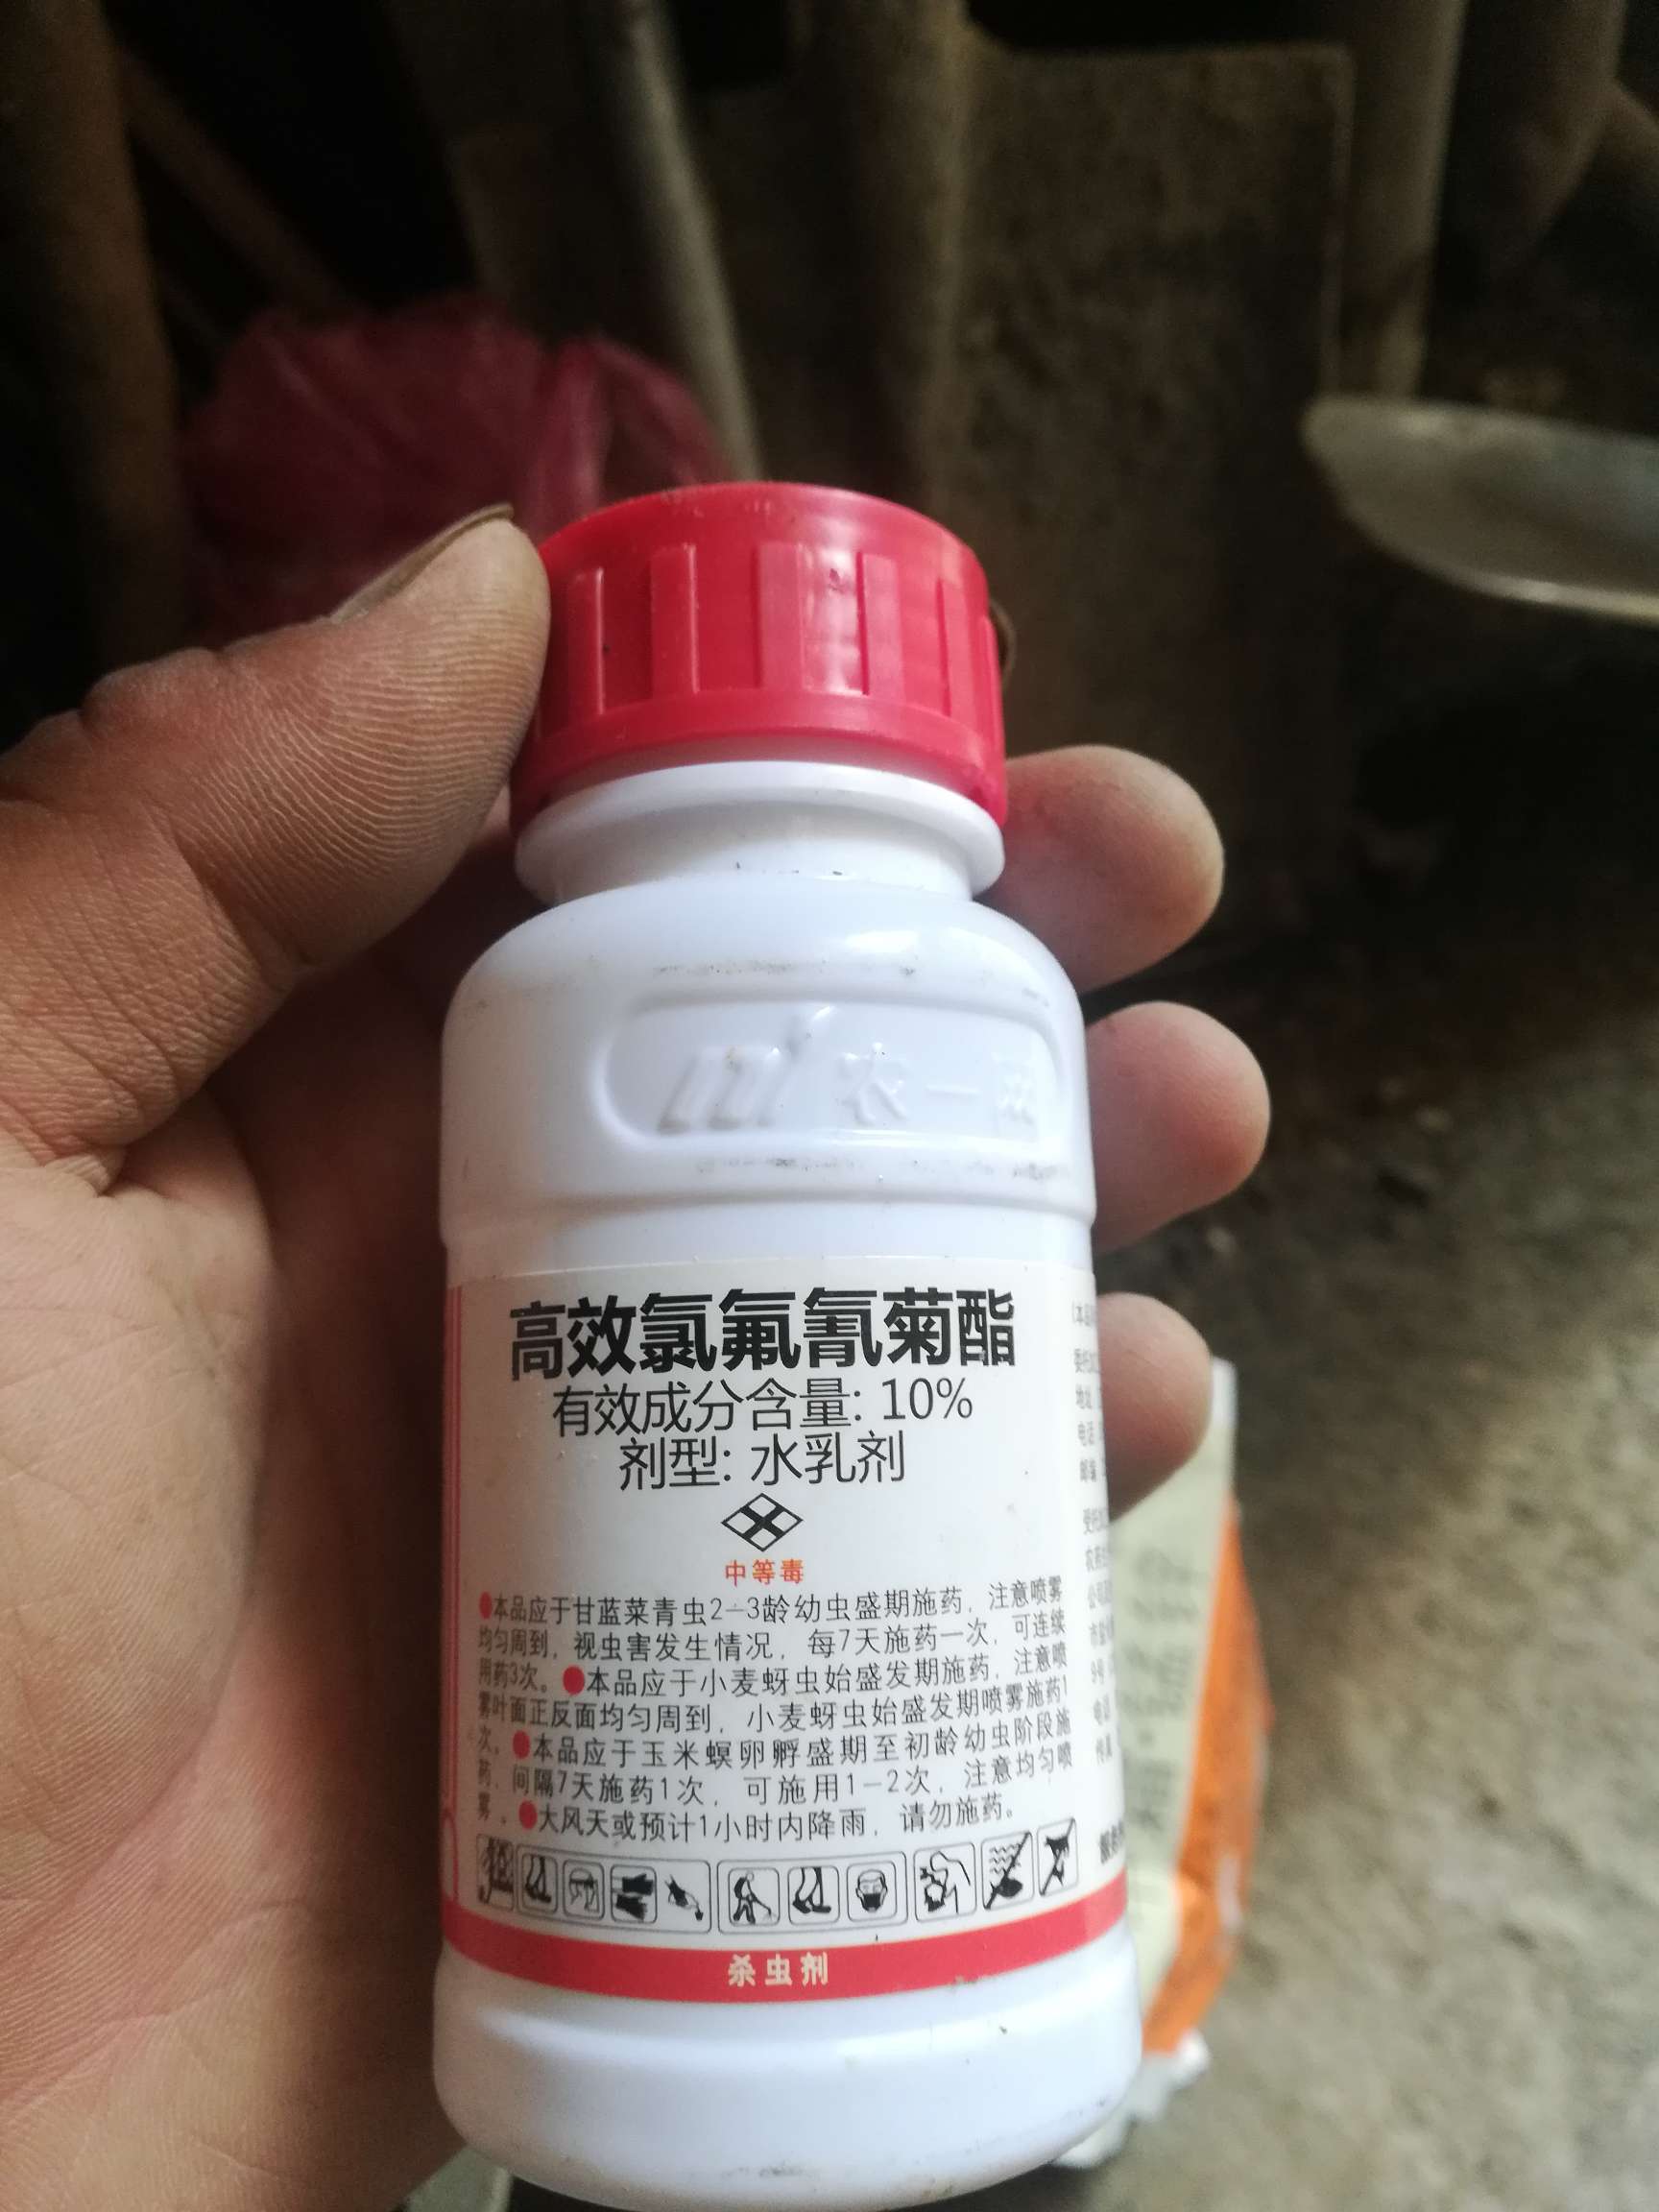 农一
高效氯氟氰菊酯
有效成分含量: 10%
剂型: 水乳剂
中等毒
●本品应于甘蓝菜青虫2-3龄幼虫盛期施药，注意喷雾
均匀周到，视虫害发生情况，每7天施药一次，可连续
用药3次。●本品应于小麦蚜虫始盛发期施药，注意喷
雾叶面正反面均匀周到，小麦蚜虫始盛发期喷雾施药1
次。●本品应于玉米螟卵孵盛期至初龄幼虫阶段施
药，间隔7天施药1次，可施用1-2次，注意均匀喷
雾。●大风天或预计1小时内降雨，请勿施药。
杀虫剂
地址
电话